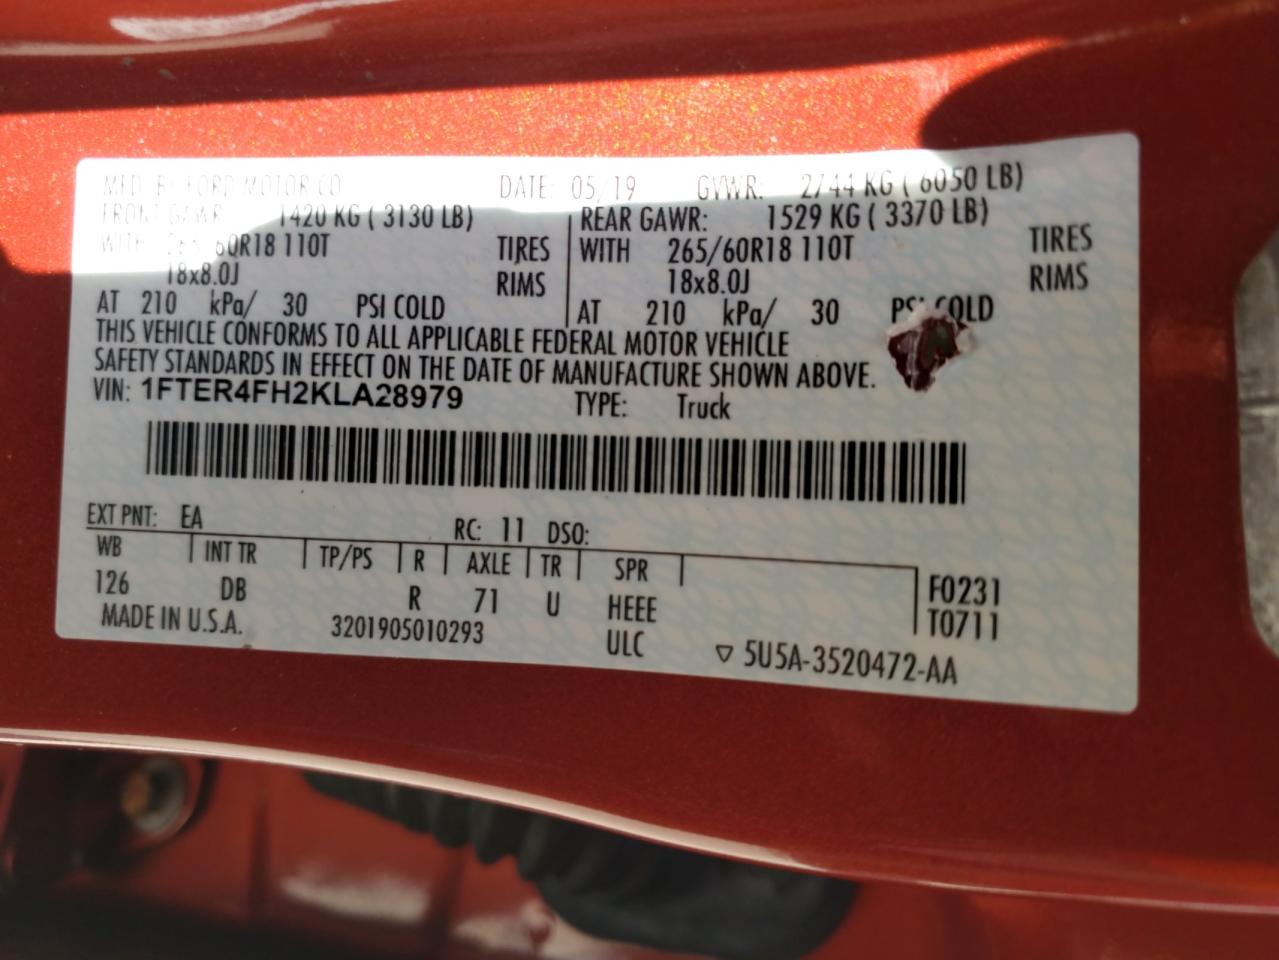 MFD. BY FORD MOTOR CO. DATE: 05/19 GVWR: 2744 KG ( 6050 LB)
FRONT GAWR: 1420 KG ( 3130 LB) REAR GAWR: 1529 KG ( 3370 LB)
WITH 265/60R18 110T TIRES WITH 265/60R18 110T TIRES
18x8.0J RIMS 18x8.0J RIMS
AT 210 kPa/ 30 PSI COLD AT 210 kPa/ 30 PSI COLD
THIS VEHICLE CONFORMS TO ALL APPLICABLE FEDERAL MOTOR VEHICLE
SAFETY STANDARDS IN EFFECT ON THE DATE OF MANUFACTURE SHOWN ABOVE.
VIN: 1FTER4FH2KLA28979 TYPE: Truck
EXT PNT: EA RC: 11 DSO:
WB INT TR TP/PS R AXLE TR SPR
126 DB R 71 U HEEE F0231
MADE IN U.S.A. 3201905010293 ULC T0711
▽ 5U5A-3520472-AA